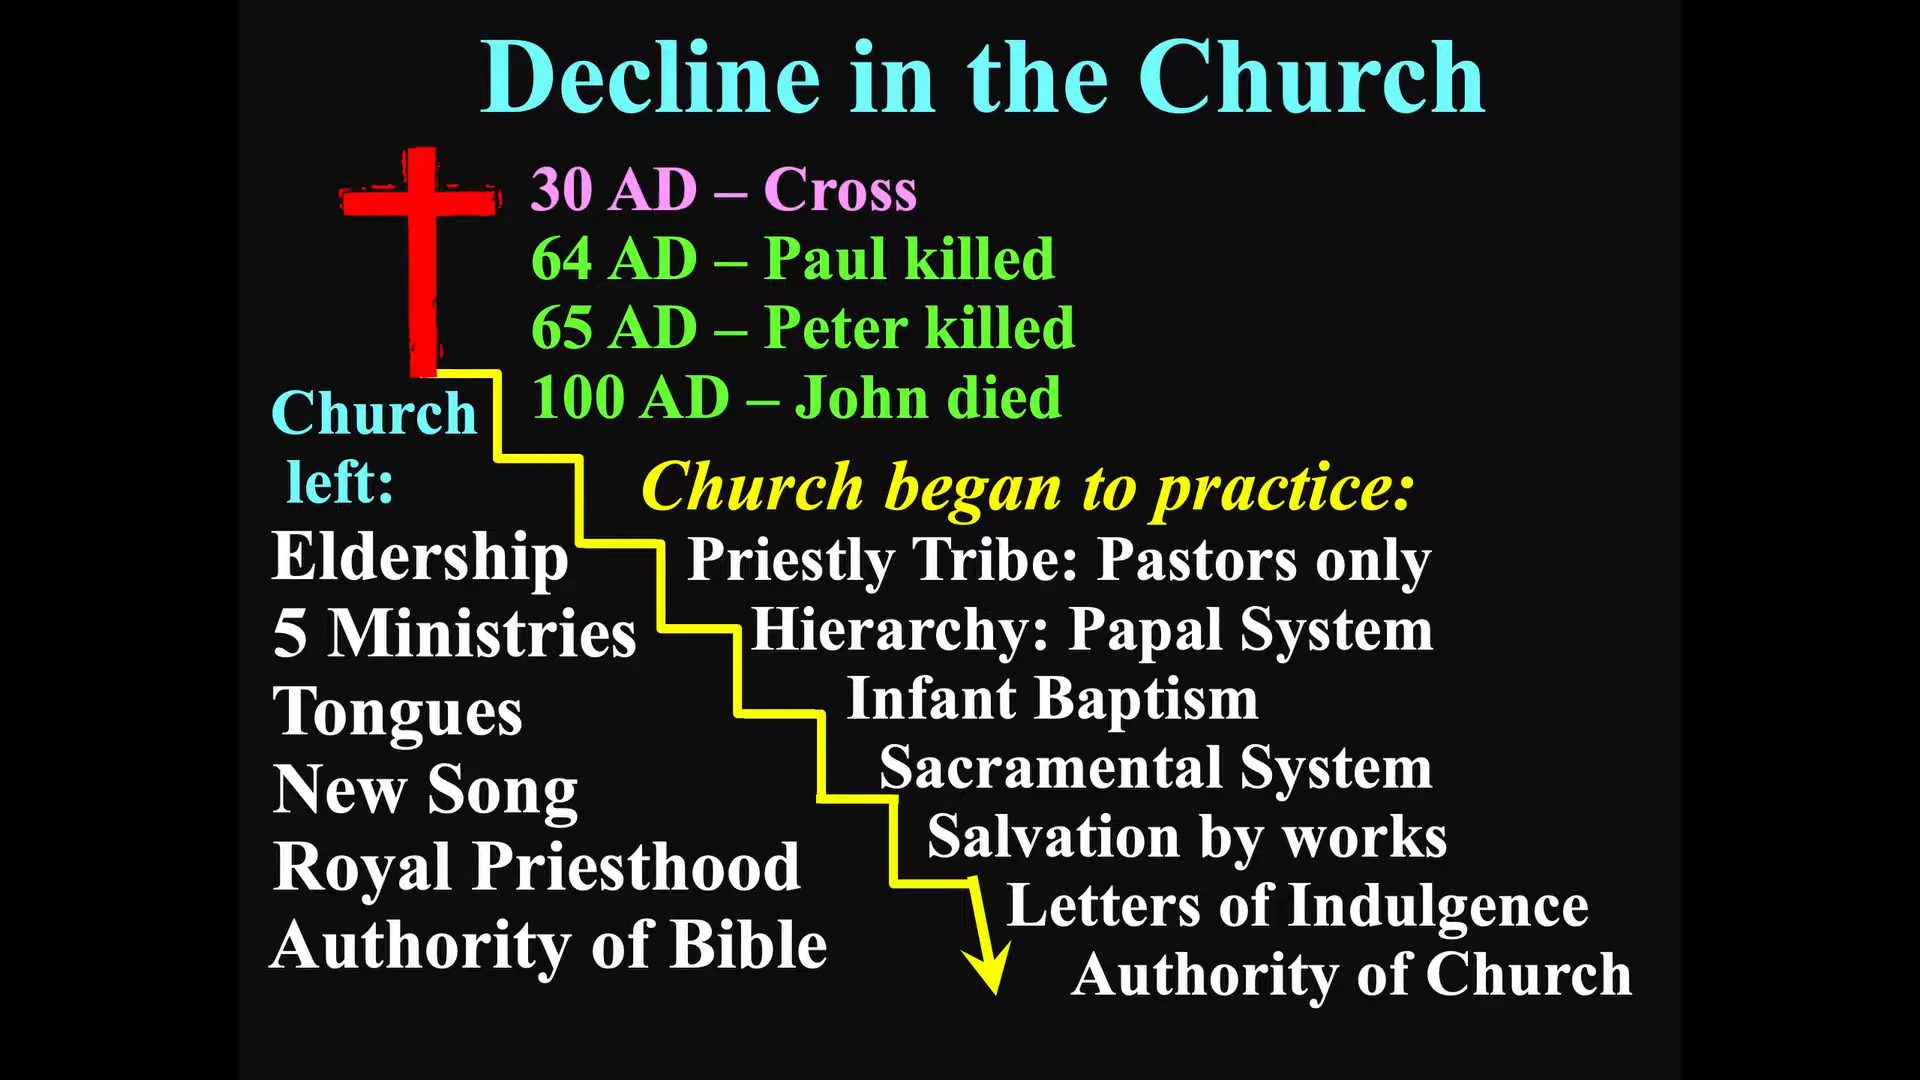 Decline in the Church
30 AD – Cross
64 AD – Paul killed
65 AD – Peter killed
100 AD – John died
Church
left:
Eldership
5 Ministries
Tongues
New Song
Royal Priesthood
Authority of Bible
Church began to practice:
Priestly Tribe: Pastors only
Hierarchy: Papal System
Infant Baptism
Sacramental System
Salvation by works
Letters of Indulgence
Authority of Church